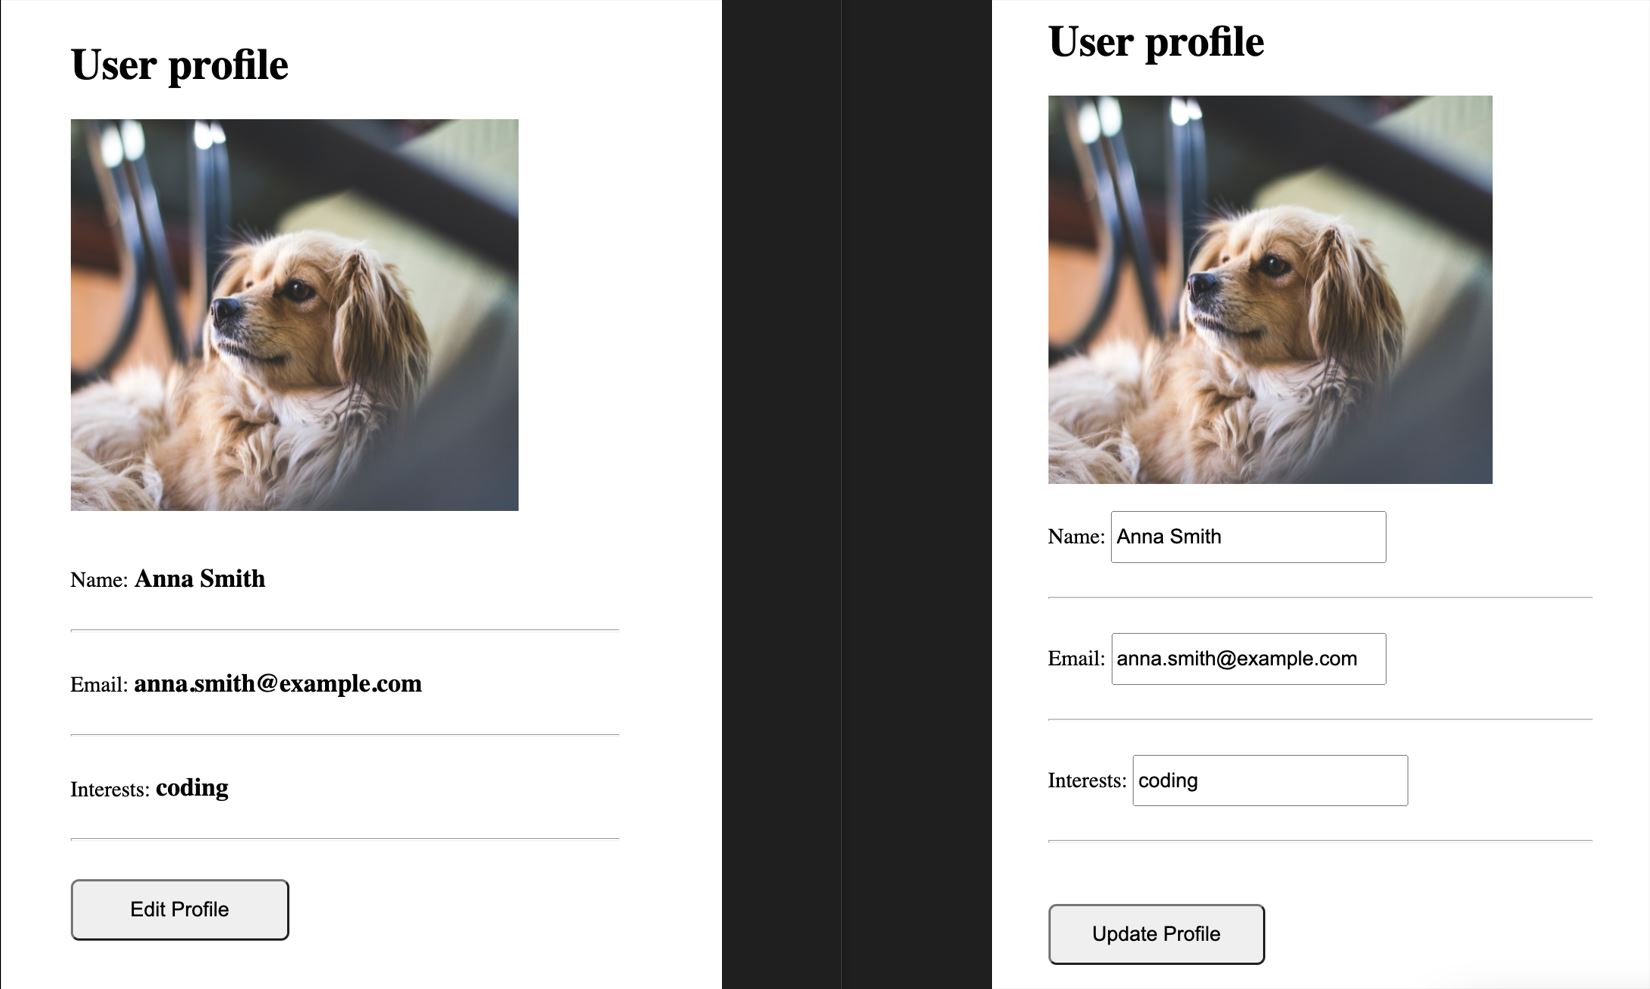 User profile
Name: Anna Smith
Email: anna.smith@example.com
Interests: coding
Edit Profile
User profile
Name: Anna Smith
Email: anna.smith@example.com
Interests: coding
Update Profile